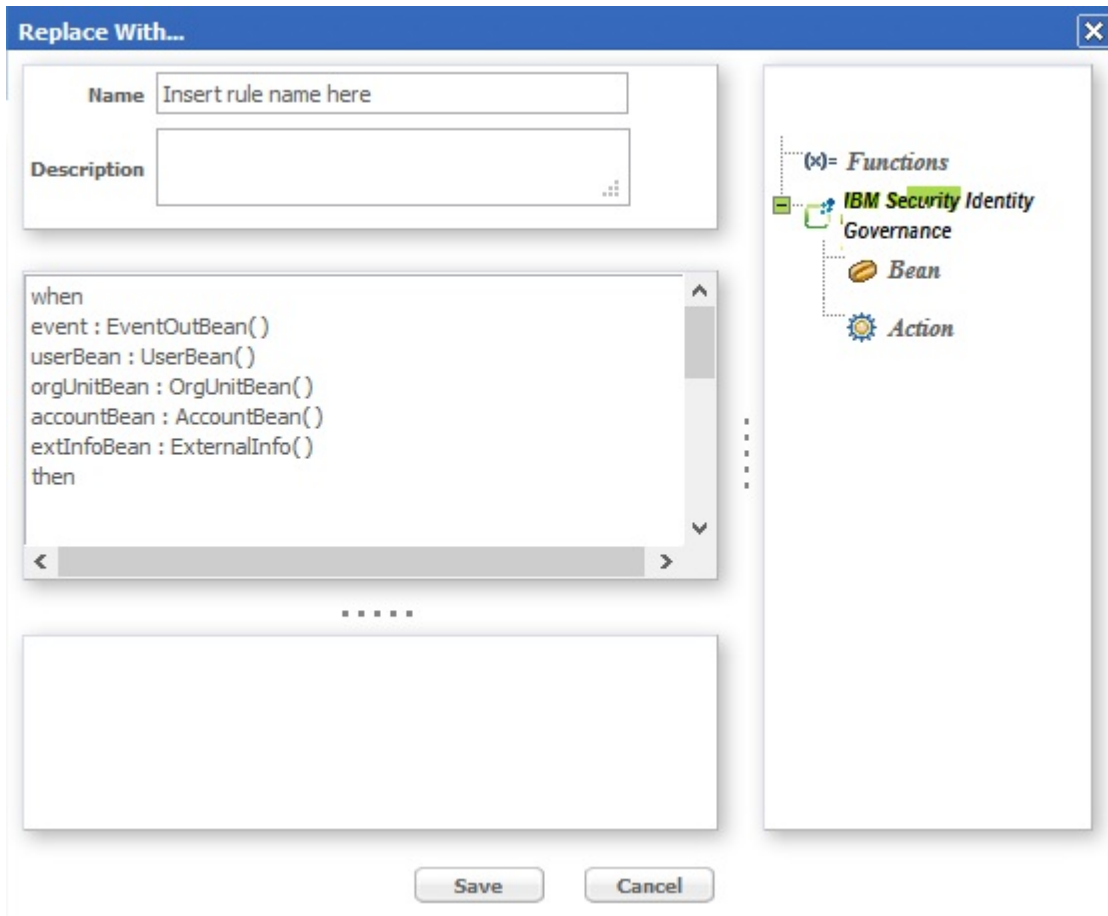 Replace With...
Name
Insert rule name here
Description
when
event : EventOutBean( )
userBean : UserBean( )
orgUnitBean : OrgUnitBean( )
accountBean : AccountBean( )
extInfoBean : ExternalInfo( )
then
(x)= Functions
IBM Security Identity
Governance
Bean
Action
Save
Cancel